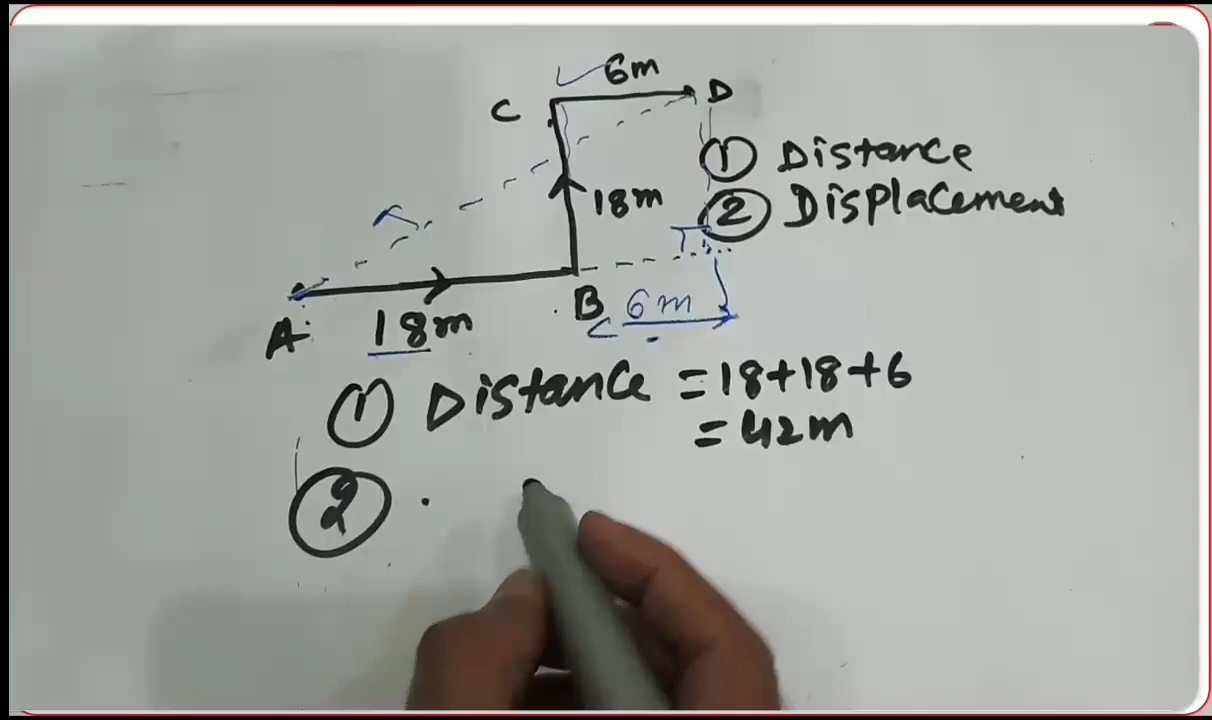 6m
C
D
① Distance
18m
② Displacement
A
18m
B
6m
① Distance = 18+18+6
= 42m
②